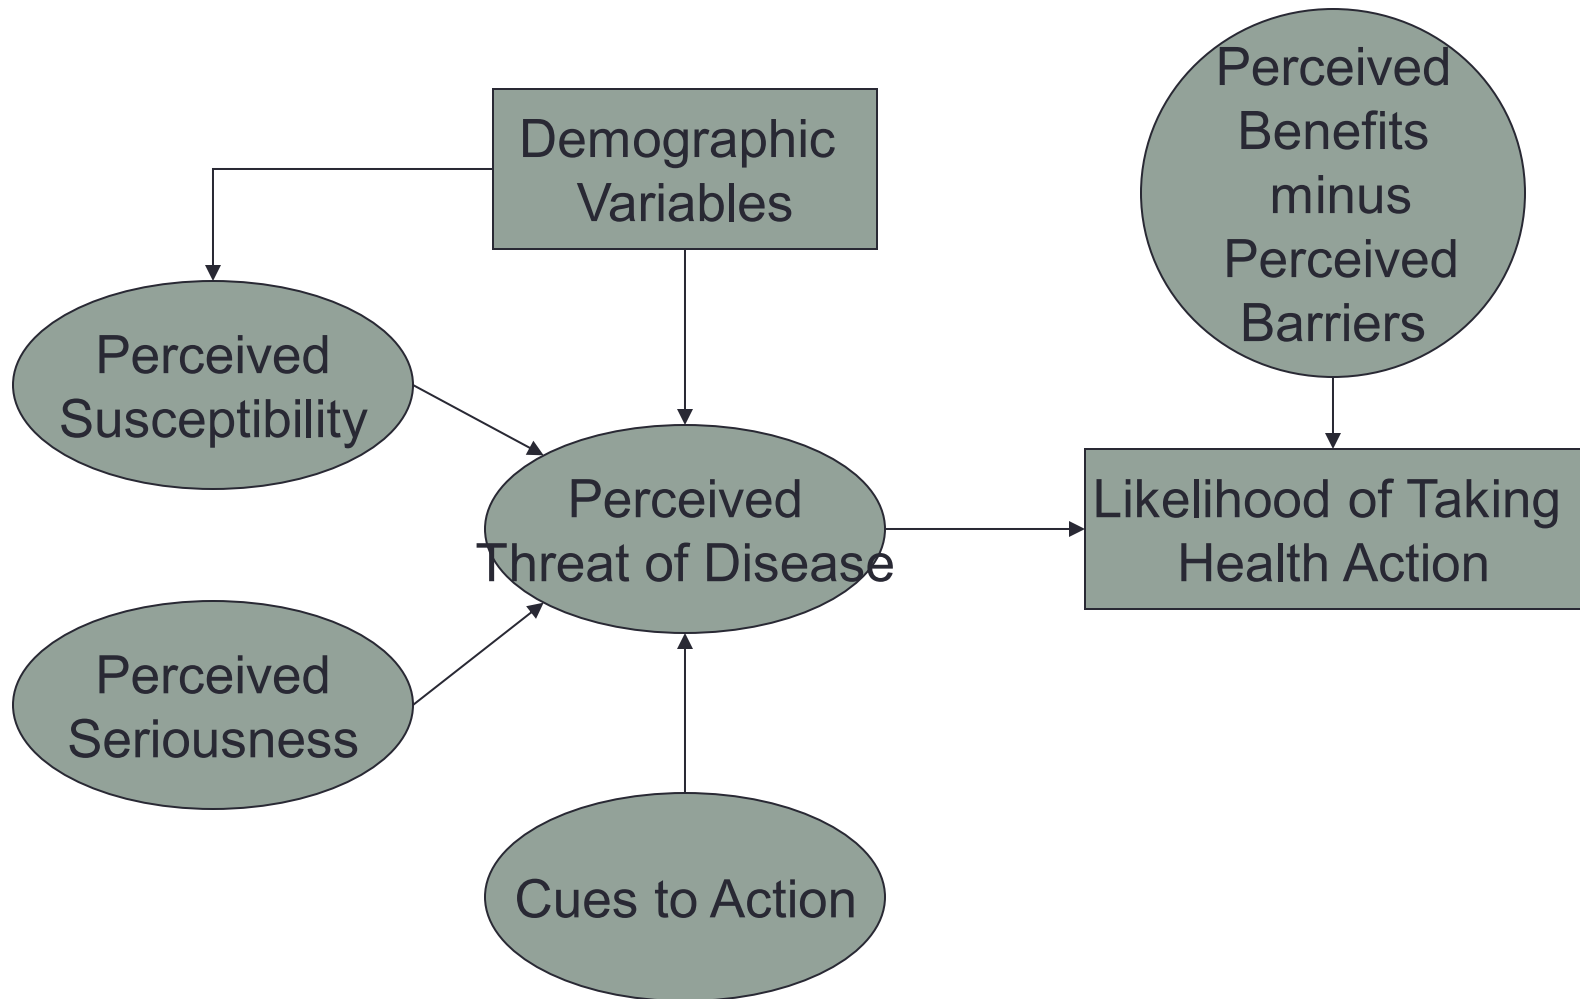 Demographic
Variables
Perceived
Benefits
minus
Perceived
Barriers
Perceived
Susceptibility
Perceived
Threat of Disease
Likelihood of Taking
Health Action
Perceived
Seriousness
Cues to Action